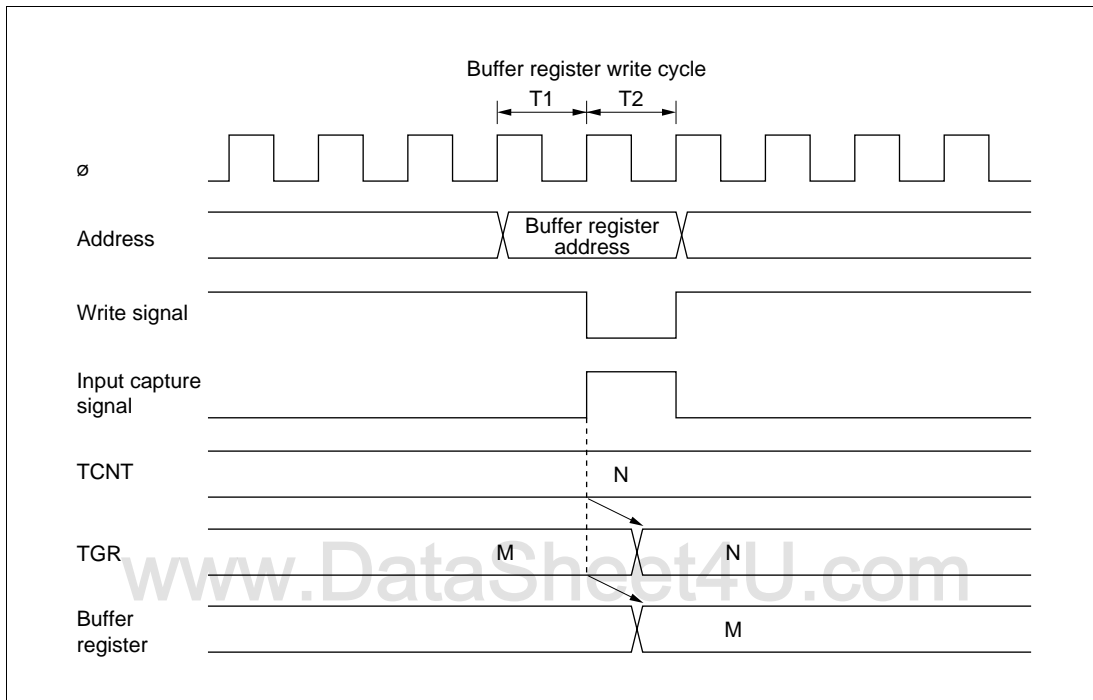 Buffer register write cycle
T1 T2
ø
Address
Buffer register
address
Write signal
Input capture
signal
TCNT
N
TGR
M N
www.DataSheet4U.com
Buffer
register
M